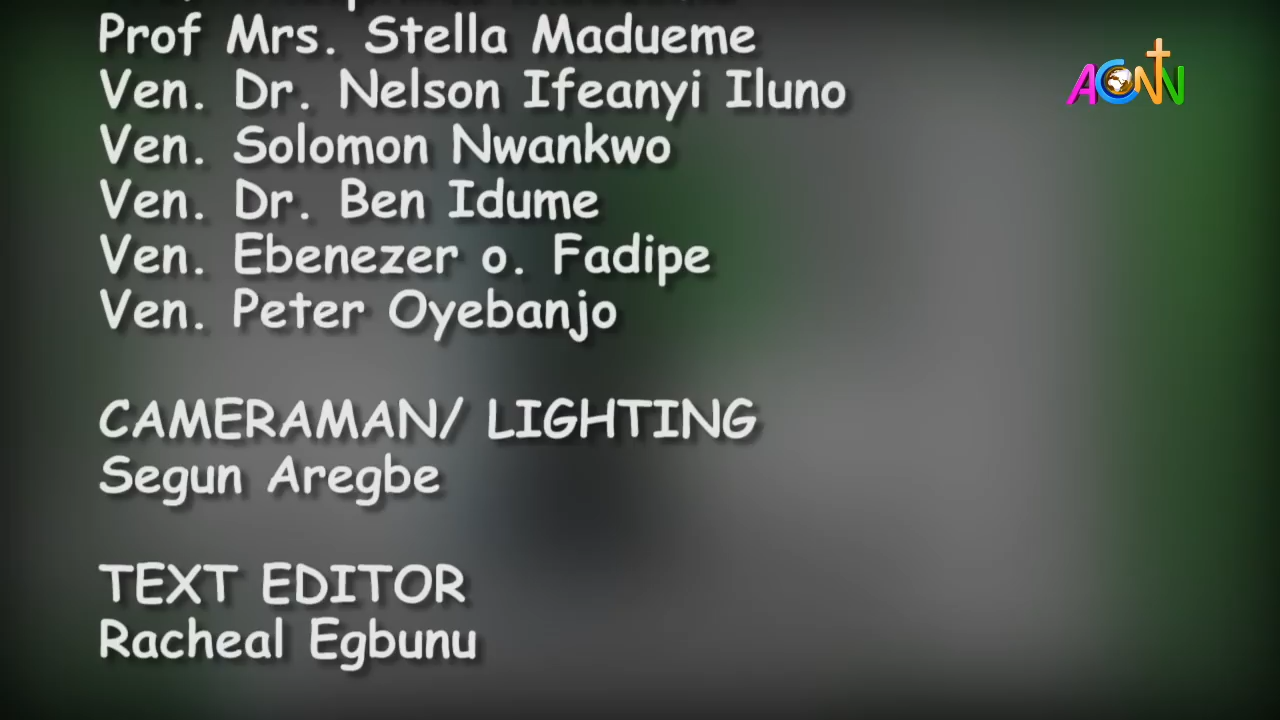 Prof Mrs. Stella Madueme
Ven. Dr. Nelson Ifeanyi Iluno
Ven. Solomon Nwankwo
Ven. Dr. Ben Idume
Ven. Ebenezer o. Fadipe
Ven. Peter Oyebanjo
CAMERAMAN/ LIGHTING
Segun Aregbe
TEXT EDITOR
Racheal Egbunu
ACNN